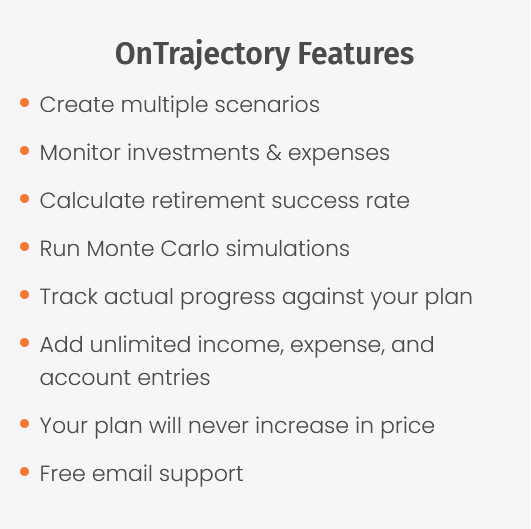 OnTrajectory Features
Create multiple scenarios
Monitor investments & expenses
Calculate retirement success rate
Run Monte Carlo simulations
Track actual progress against your plan
Add unlimited income, expense, and
account entries
Your plan will never increase in price
Free email support